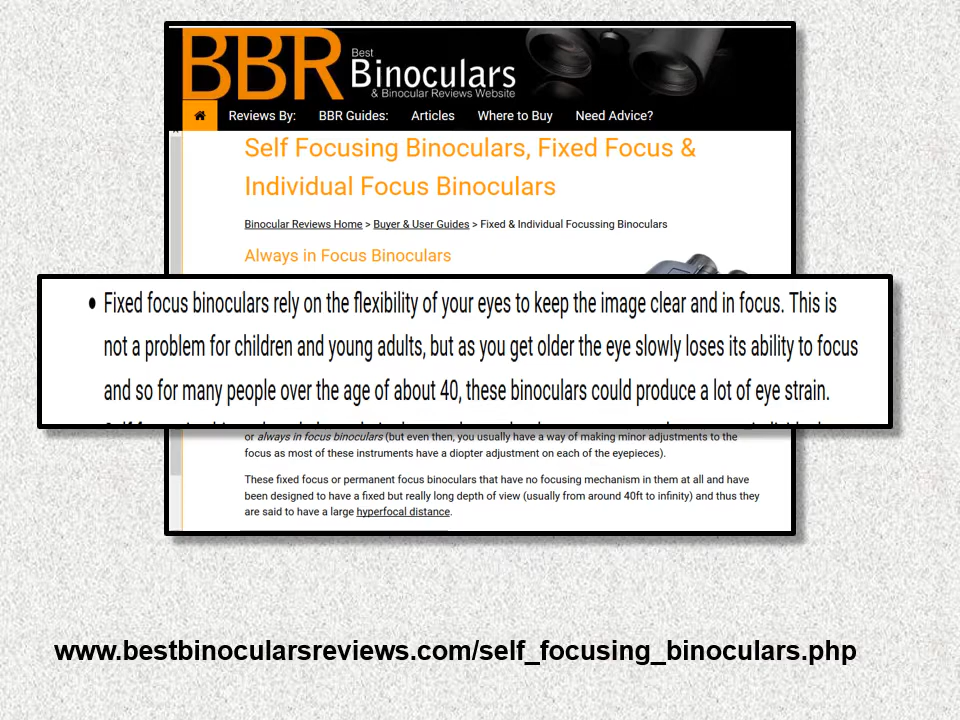 BBR Best
Binoculars
& Binocular Reviews Website
Reviews By: BBR Guides: Articles Where to Buy Need Advice?
Self Focusing Binoculars, Fixed Focus &
Individual Focus Binoculars
Binocular Reviews Home > Buyer & User Guides > Fixed & Individual Focussing Binoculars
Always in Focus Binoculars
• Fixed focus binoculars rely on the flexibility of your eyes to keep the image clear and in focus. This is
not a problem for children and young adults, but as you get older the eye slowly loses its ability to focus
and so for many people over the age of about 40, these binoculars could produce a lot of eye strain.
or always in focus binoculars (but even then, you usually have a way of making minor adjustments to the
focus as most of these instruments have a diopter adjustment on each of the eyepieces).
These fixed focus or permanent focus binoculars that have no focusing mechanism in them at all and have
been designed to have a fixed but really long depth of view (usually from around 40ft to infinity) and thus they
are said to have a large hyperfocal distance.
www.bestbinocularsreviews.com/self_focusing_binoculars.php